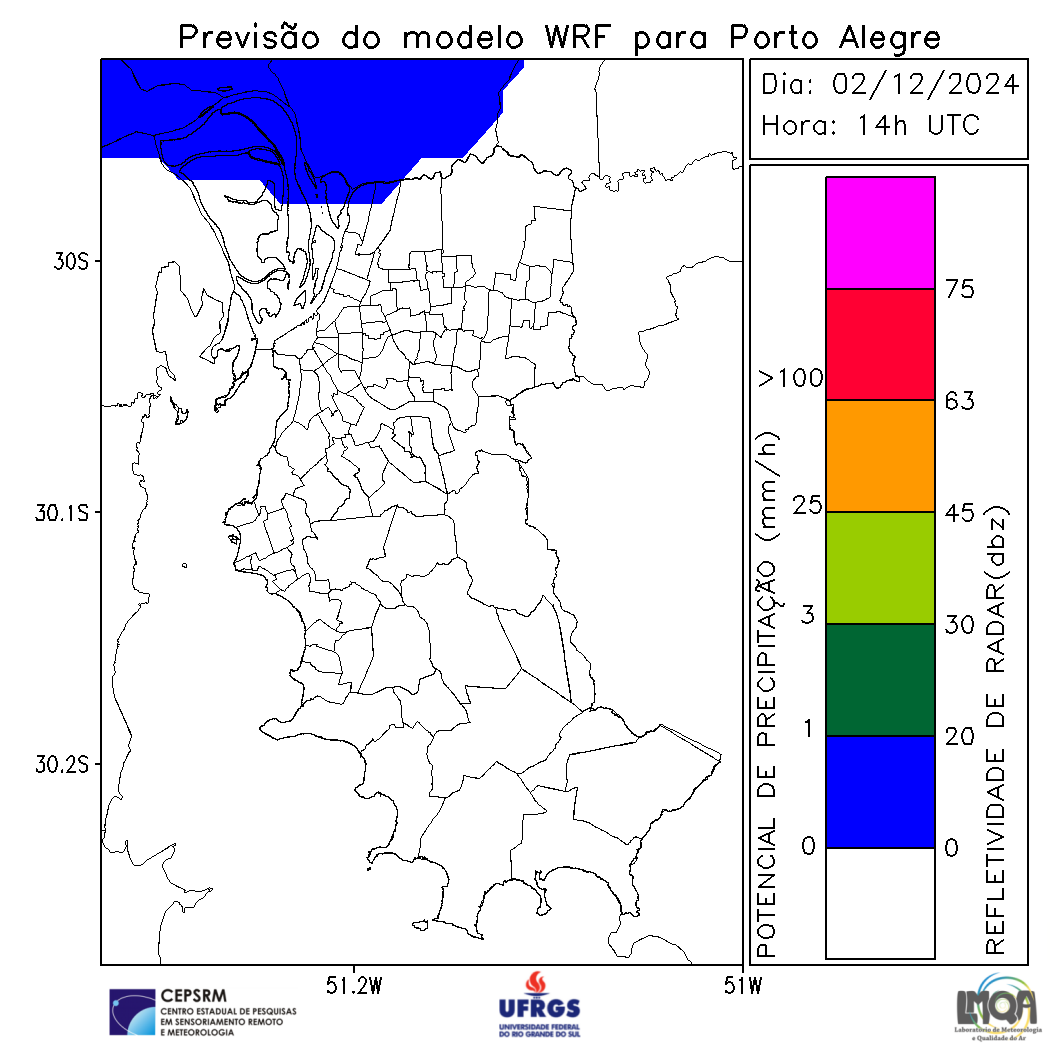 Previsão do modelo WRF para Porto Alegre
Dia: 02/12/2024
Hora: 14h UTC
30S
30.1S
30.2S
51.2W
51W
POTENCIAL DE PRECIPITAÇÃO (mm/h)
>100
25
3
1
0
75
63
45
30
20
0
REFLETIVIDADE DE RADAR(dbz)
CEPSRM
CENTRO ESTADUAL DE PESQUISAS
EM SENSORIAMENTO REMOTO
E METEOROLOGIA
UFRGS
UNIVERSIDADE FEDERAL
DO RIO GRANDE DO SUL
LMQA
Laboratório de Meteorologia
e Qualidade do Ar